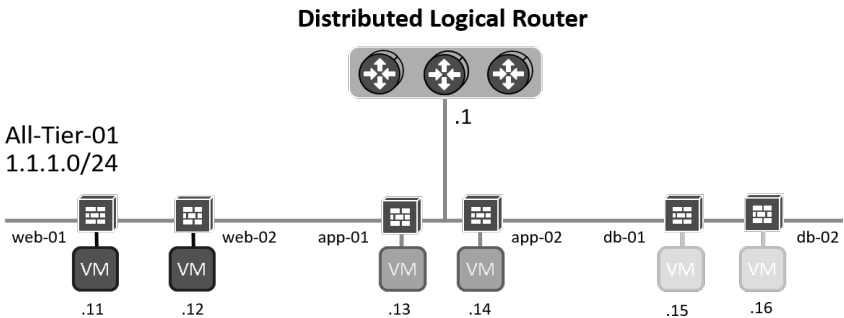 Distributed Logical Router
.1
All-Tier-01
1.1.1.0/24
web-01 web-02 app-01 app-02 db-01 db-02
VM VM VM VM VM VM
.11 .12 .13 .14 .15 .16